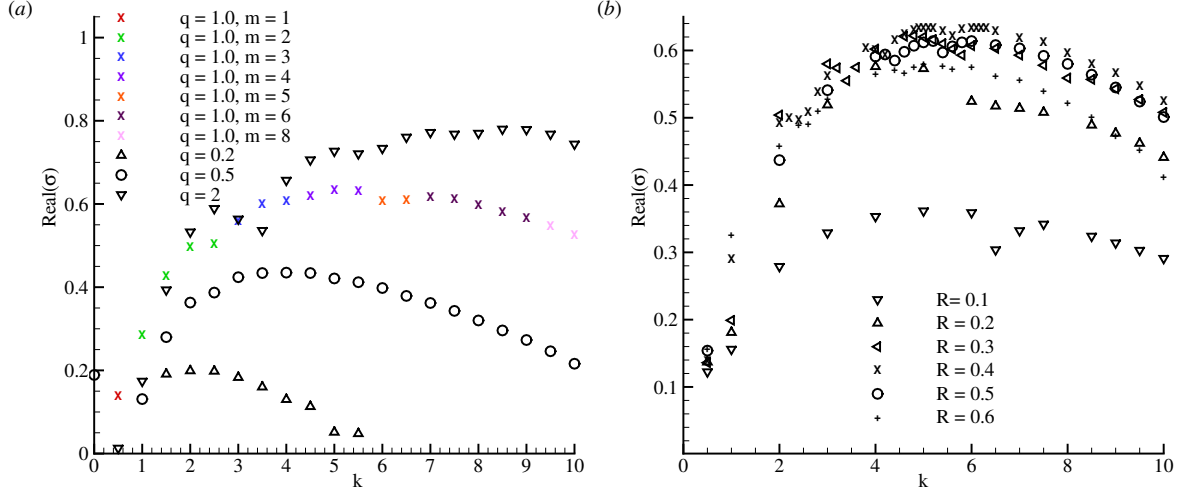 (a)
x q = 1.0, m = 1
x q = 1.0, m = 2
x q = 1.0, m = 3
x q = 1.0, m = 4
x q = 1.0, m = 5
x q = 1.0, m = 6
x q = 1.0, m = 8
q = 0.2
q = 0.5
q = 2
Real(σ)
1
0.8
0.6
0.4
0.2
0
0 1 2 3 4 5 6 7 8 9 10
k
(b)
Real(σ)
0.6
0.5
0.4
0.3
0.2
0.1
R= 0.1
R = 0.2
R = 0.3
x R = 0.4
R = 0.5
+ R = 0.6
0 2 4 6 8 10
k